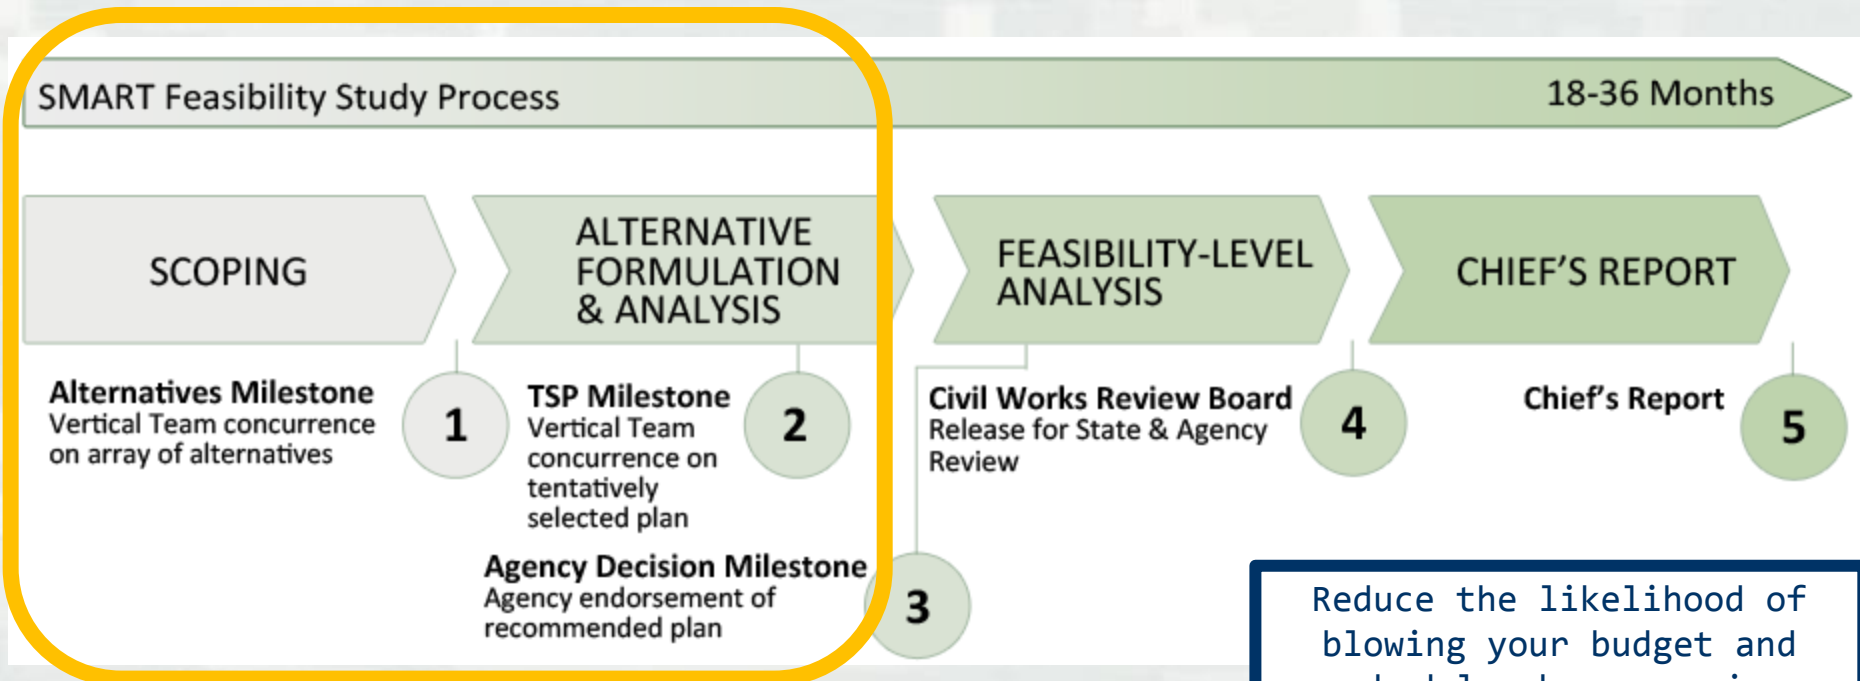 SMART Feasibility Study Process
18-36 Months
SCOPING
ALTERNATIVE
FORMULATION
& ANALYSIS
FEASIBILITY-LEVEL
ANALYSIS
CHIEF'S REPORT
Alternatives Milestone
Vertical Team concurrence
on array of alternatives
1
TSP Milestone
Vertical Team
concurrence on
tentatively
selected plan
2
Agency Decision Milestone
Agency endorsement of
recommended plan
3
Civil Works Review Board
Release for State & Agency
Review
4
Chief's Report
5
Reduce the likelihood of
blowing your budget and